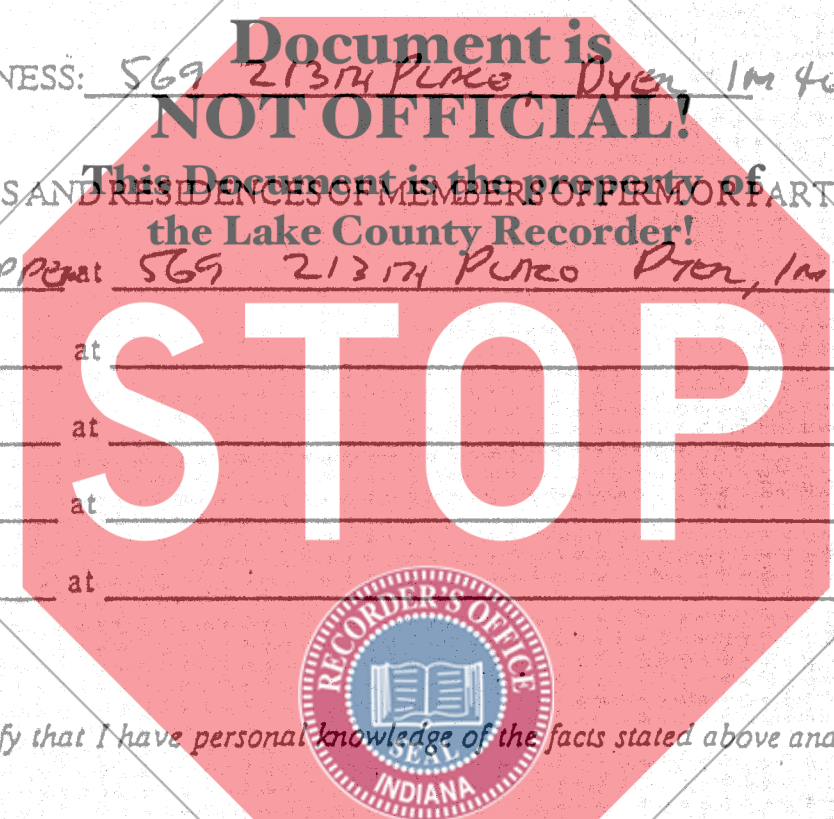 Document is
NESS: 569 213TH PLACE, DYER, IN 46
NOT OFFICIAL!
This Document is the property of
S AND RESIDENCES OF MEMBERS OF FIRM OR PART
the Lake County Recorder!
at 569 213TH PLACE DYER, IN
STOP
at
at
at
at
RECORDER'S OFFICE
fy that I have personal knowledge of the facts stated above and
SEAL
INDIANA